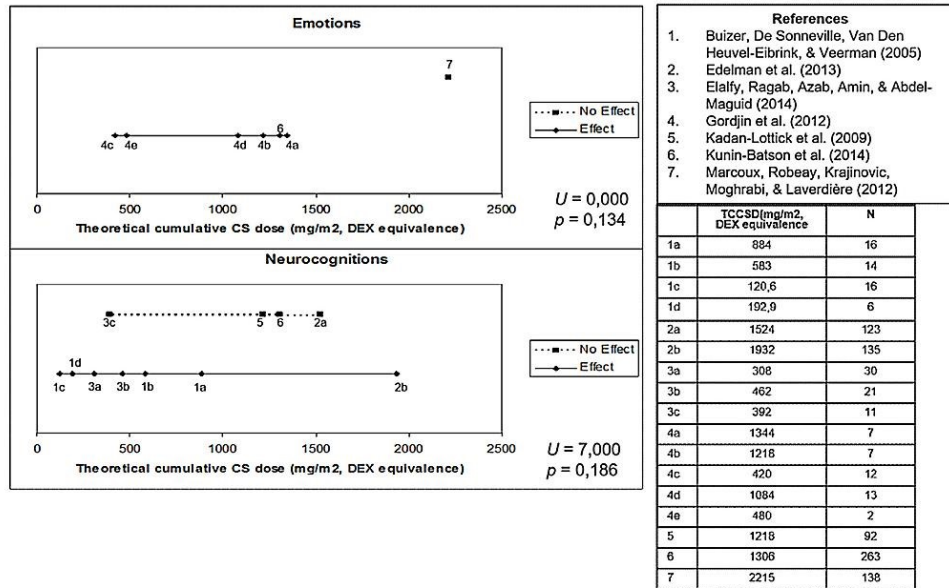 Emotions
7
6
4c 4e 4d 4b 4a
No Effect
Effect
0 500 1000 1500 2000 2500
Theoretical cumulative CS dose (mg/m2, DEX equivalence)
U = 0,000
p = 0,134
Neurocognitions
3c 5 6 2a
1d
1c 3a 3b 1b 1a 2b
No Effect
Effect
0 500 1000 1500 2000 2500
Theoretical cumulative CS dose (mg/m2, DEX equivalence)
U = 7,000
p = 0,186
References
1. Buizer, De Sonneville, Van Den
Heuvel-Eibrink, & Veerman (2005)
2. Edelman et al. (2013)
3. Elalfy, Ragab, Azab, Amin, & Abdel-
Maguid (2014)
4. Gordjin et al. (2012)
5. Kadan-Lottick et al. (2009)
6. Kunin-Batson et al. (2014)
7. Marcoux, Robeay, Krajinovic,
Moghrabi, & Laverdière (2012)
TCCSD(mg/m2, N
DEX equivalence
1a 884 16
1b 583 14
1c 120,6 16
1d 192,9 6
2a 1524 123
2b 1932 135
3a 308 30
3b 462 21
3c 392 11
4a 1344 7
4b 1218 7
4c 420 12
4d 1084 13
4e 480 2
5 1218 92
6 1306 263
7 2215 138